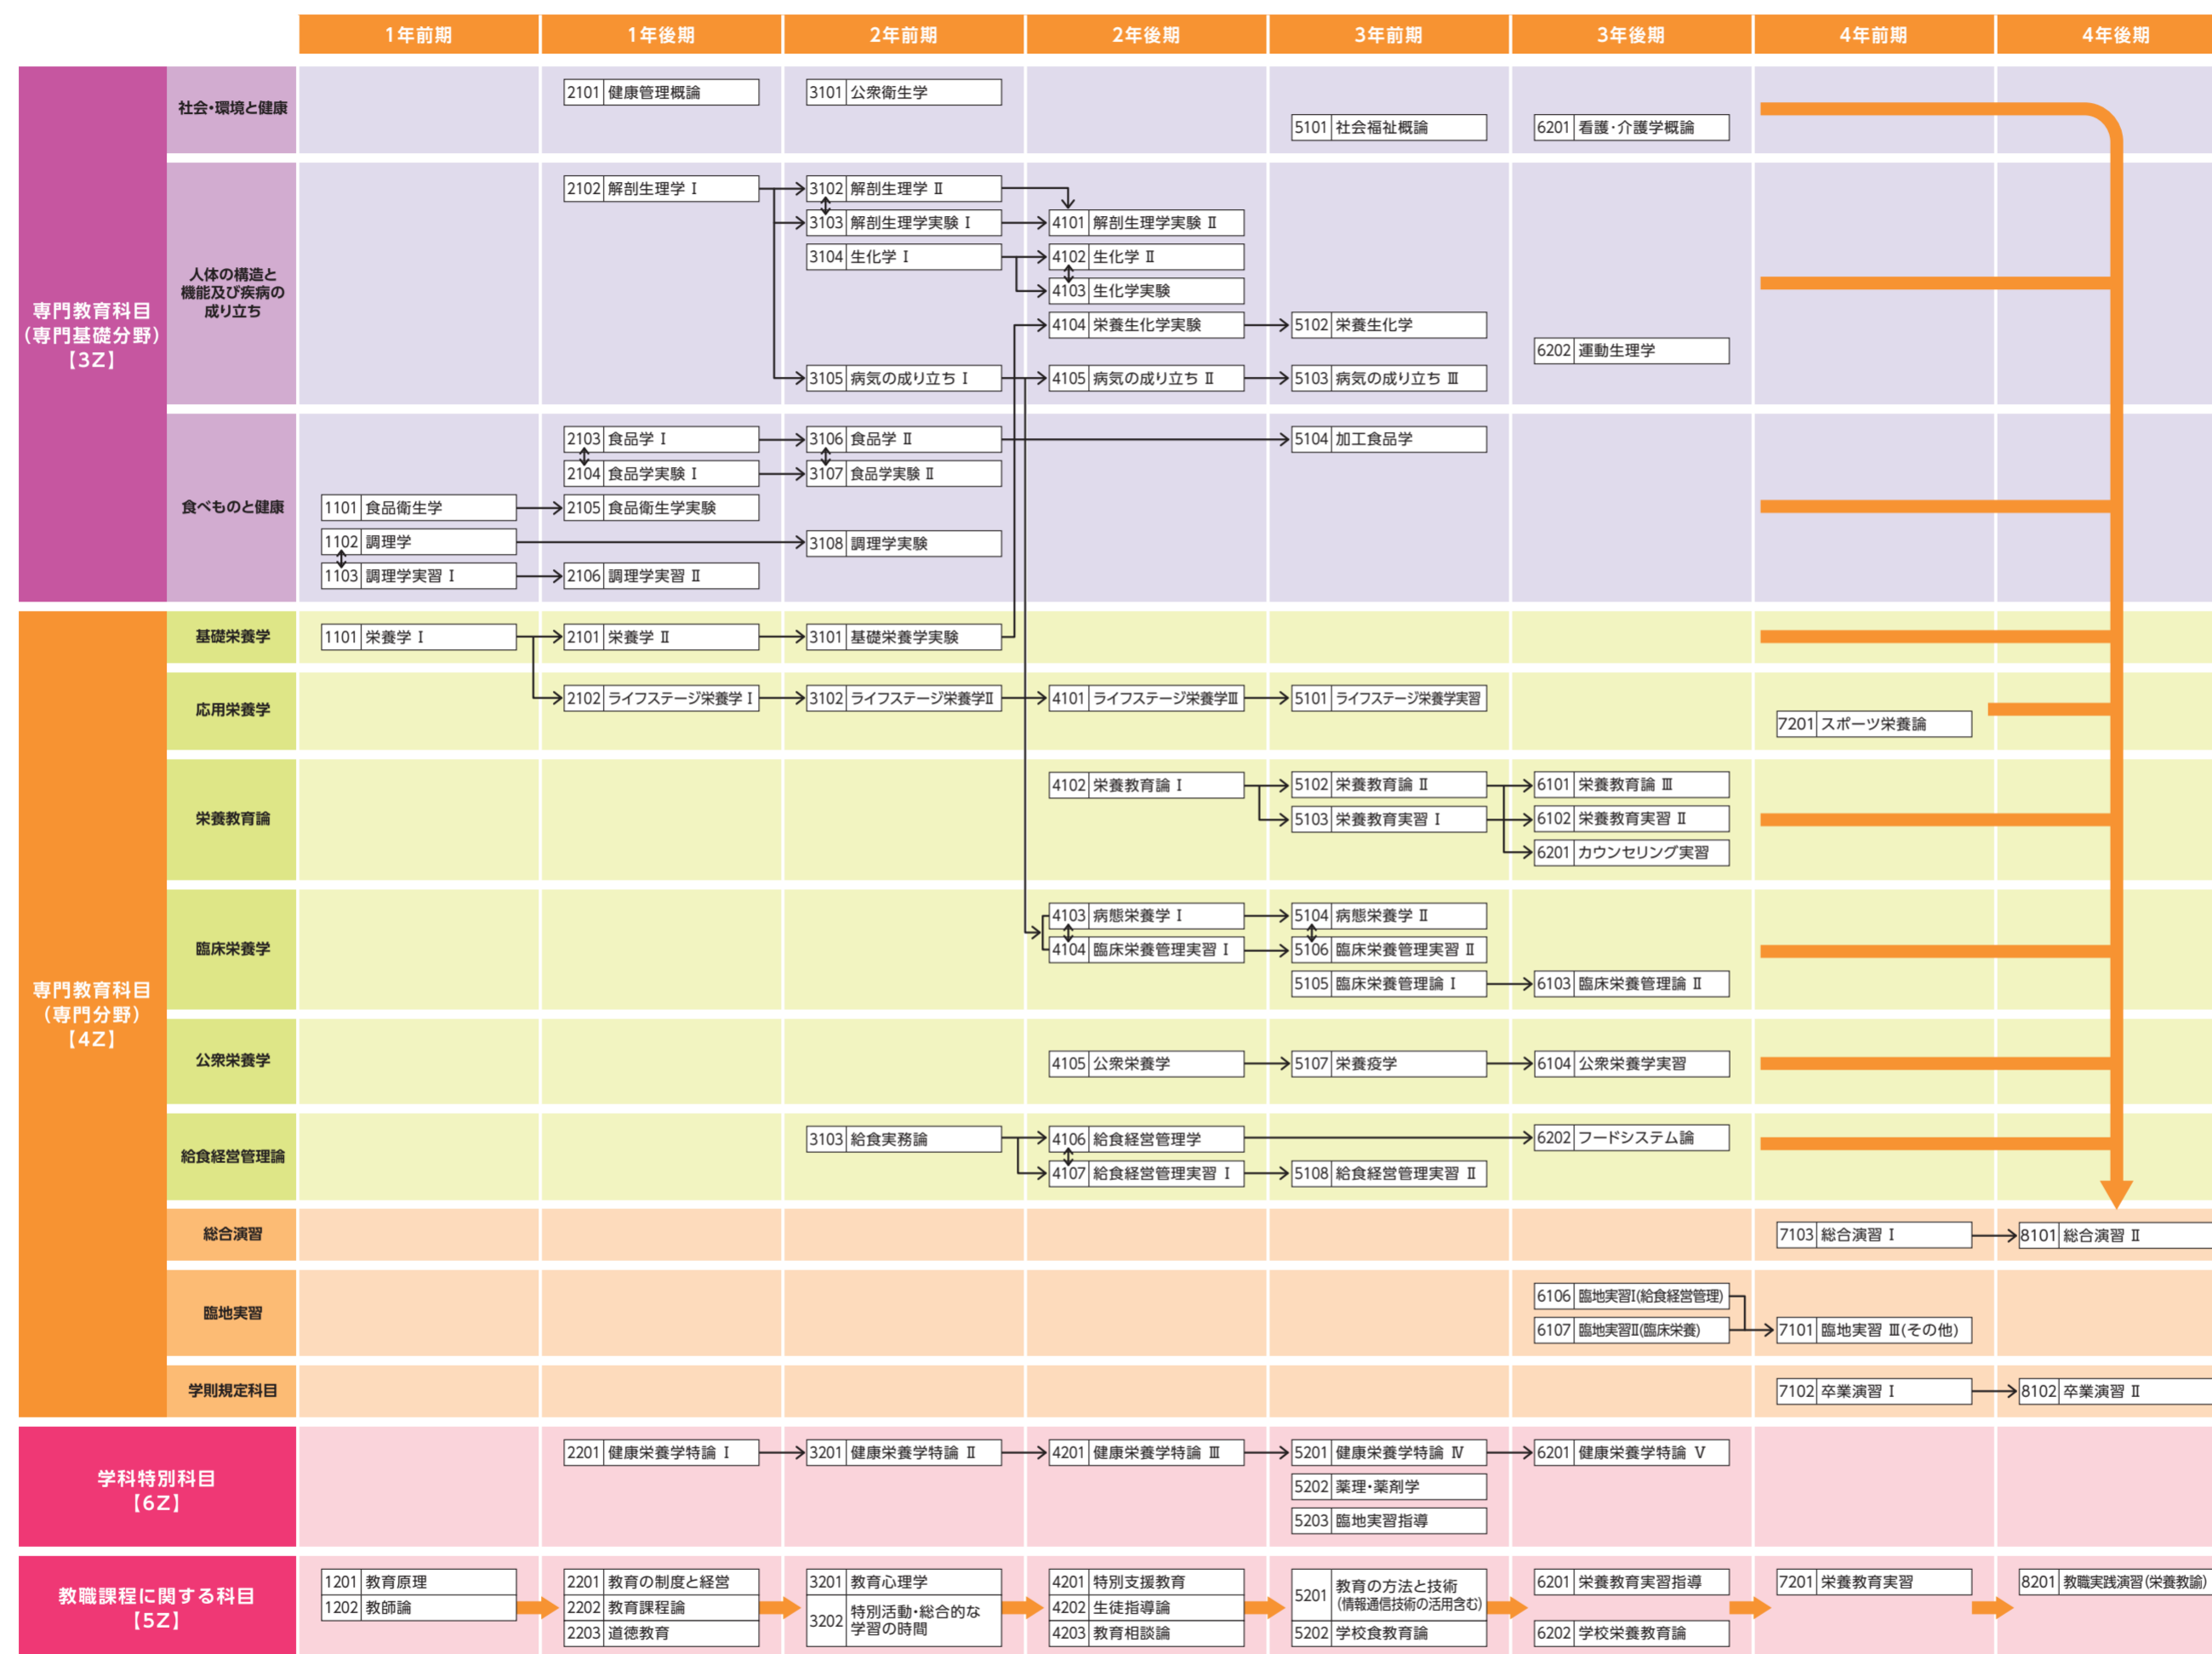 1年前期 1年後期 2年前期 2年後期 3年前期 3年後期 4年前期 4年後期
専門教育科目
(専門基礎分野)
【3Z】
社会・環境と健康
2101 健康管理概論 3101 公衆衛生学
5101 社会福祉概論 6201 看護・介護学概論
人体の構造と
機能及び疾病の
成り立ち
2102 解剖生理学 Ⅰ 3102 解剖生理学 Ⅱ
3103 解剖生理学実験 Ⅰ 4101 解剖生理学実験 Ⅱ
3104 生化学 Ⅰ 4102 生化学 Ⅱ
4103 生化学実験
4104 栄養生化学実験 5102 栄養生化学
6202 運動生理学
3105 病気の成り立ち Ⅰ 4105 病気の成り立ち Ⅱ 5103 病気の成り立ち Ⅲ
食べものと健康
2103 食品学 Ⅰ 3106 食品学 Ⅱ 5104 加工食品学
2104 食品学実験 Ⅰ 3107 食品学実験 Ⅱ
1101 食品衛生学 2105 食品衛生学実験
1102 調理学 3108 調理学実験
1103 調理学実習 Ⅰ 2106 調理学実習 Ⅱ
専門教育科目
(専門分野)
【4Z】
基礎栄養学
1101 栄養学 Ⅰ 2101 栄養学 Ⅱ 3101 基礎栄養学実験
応用栄養学
2102 ライフステージ栄養学 Ⅰ 3102 ライフステージ栄養学Ⅱ 4101 ライフステージ栄養学Ⅲ 5101 ライフステージ栄養学実習
7201 スポーツ栄養論
栄養教育論
4102 栄養教育論 Ⅰ 5102 栄養教育論 Ⅱ 6101 栄養教育論 Ⅲ
5103 栄養教育実習 Ⅰ 6102 栄養教育実習 Ⅱ
6201 カウンセリング実習
臨床栄養学
4103 病態栄養学 Ⅰ 5104 病態栄養学 Ⅱ
4104 臨床栄養管理実習 Ⅰ 5106 臨床栄養管理実習 Ⅱ
5105 臨床栄養管理論 Ⅰ 6103 臨床栄養管理論 Ⅱ
公衆栄養学
4105 公衆栄養学 5107 栄養疫学 6104 公衆栄養学実習
給食経営管理論
3103 給食実務論 4106 給食経営管理学 6202 フードシステム論
4107 給食経営管理実習 Ⅰ 5108 給食経営管理実習 Ⅱ
総合演習
7103 総合演習 Ⅰ 8101 総合演習 Ⅱ
臨地実習
6106 臨地実習Ⅰ(給食経営管理)
6107 臨地実習Ⅱ(臨床栄養) 7101 臨地実習 Ⅲ(その他)
学則規定科目
7102 卒業演習 Ⅰ 8102 卒業演習 Ⅱ
学科特別科目
【6Z】
2201 健康栄養学特論 Ⅰ 3201 健康栄養学特論 Ⅱ 4201 健康栄養学特論 Ⅲ 5201 健康栄養学特論 Ⅳ 6201 健康栄養学特論 Ⅴ
5202 薬理・薬剤学
5203 臨地実習指導
教職課程に関する科目
【5Z】
1201 教育原理
1202 教師論
2201 教育の制度と経営
2202 教育課程論
2203 道徳教育
3201 教育心理学
3202 特別活動・総合的な
学習の時間
4201 特別支援教育
4202 生徒指導論
4203 教育相談論
5201 教育の方法と技術
(情報通信技術の活用含む)
5202 学校食教育論
6201 栄養教育実習指導
6202 学校栄養教育論
7201 栄養教育実習
8201 教職実践演習(栄養教諭)